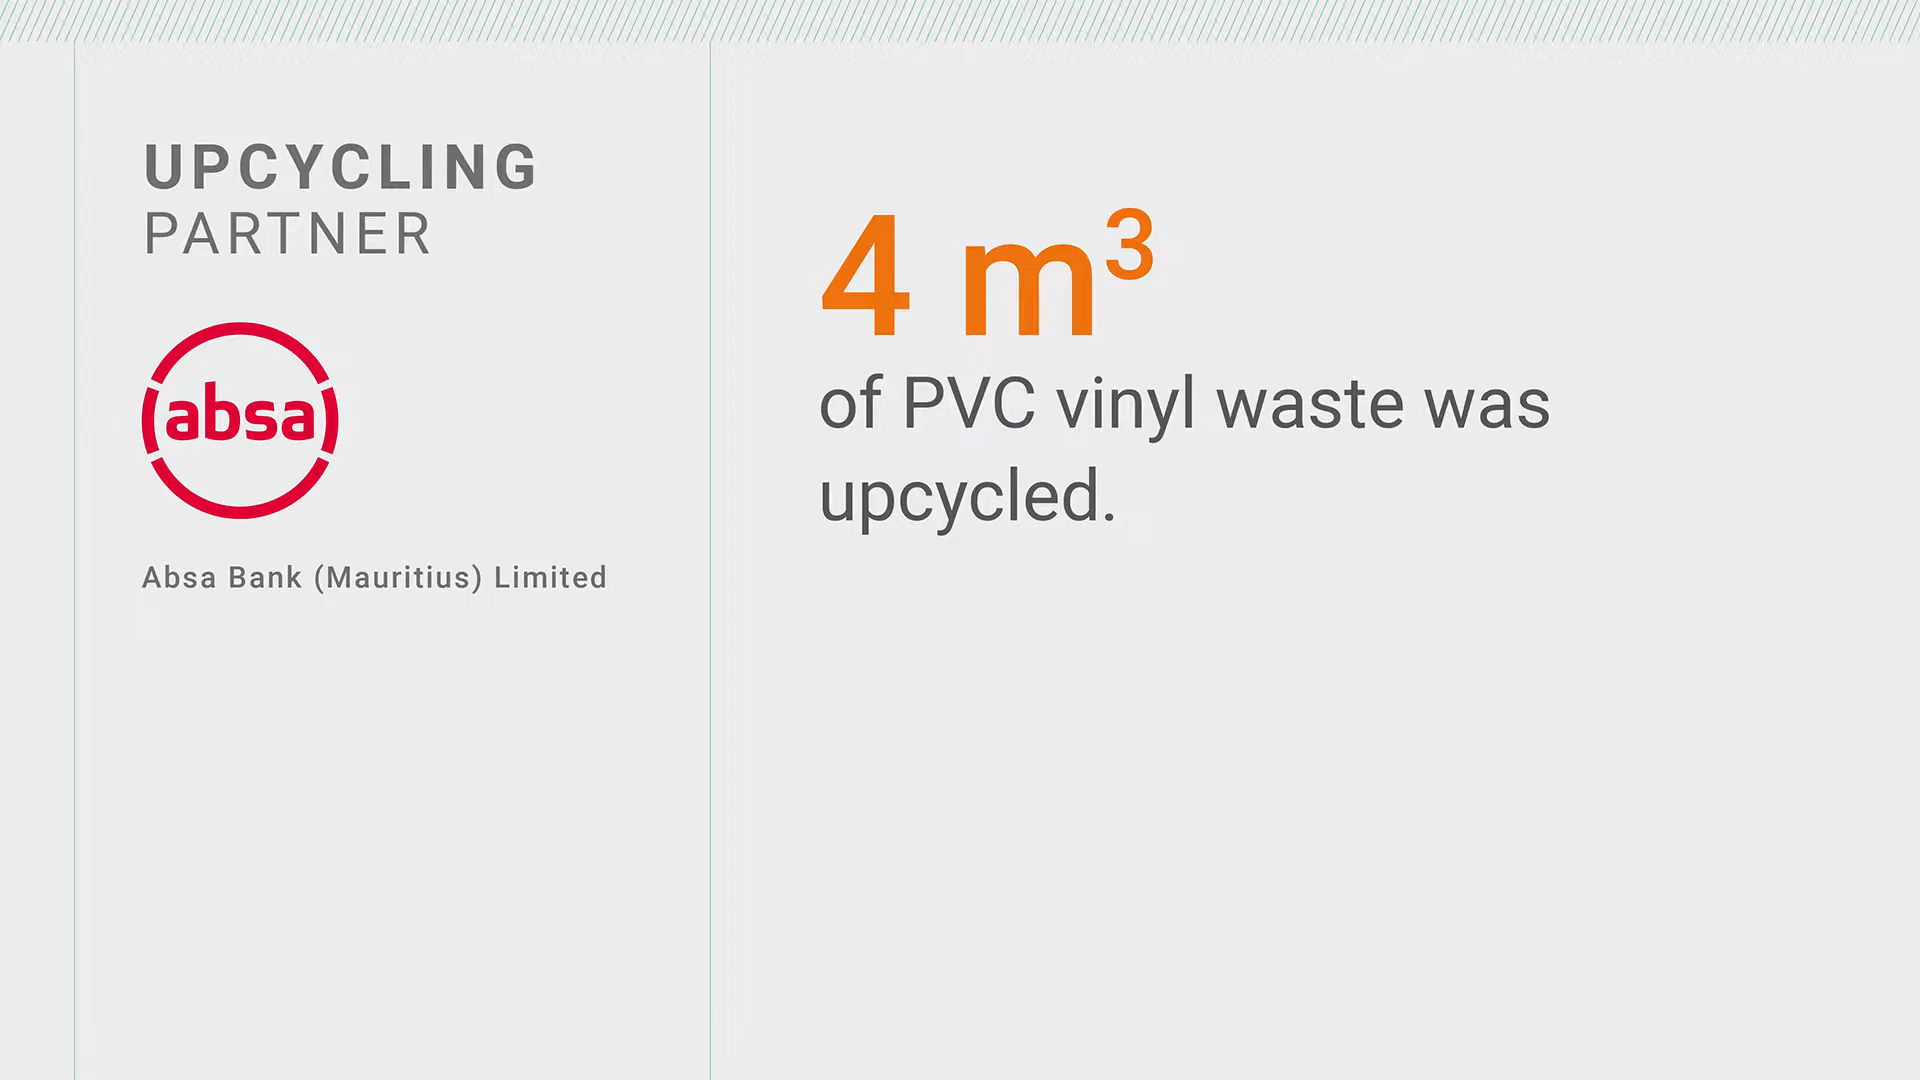 UPCYCLING
PARTNER
absa
Absa Bank (Mauritius) Limited
4 m³
of PVC vinyl waste was
upcycled.